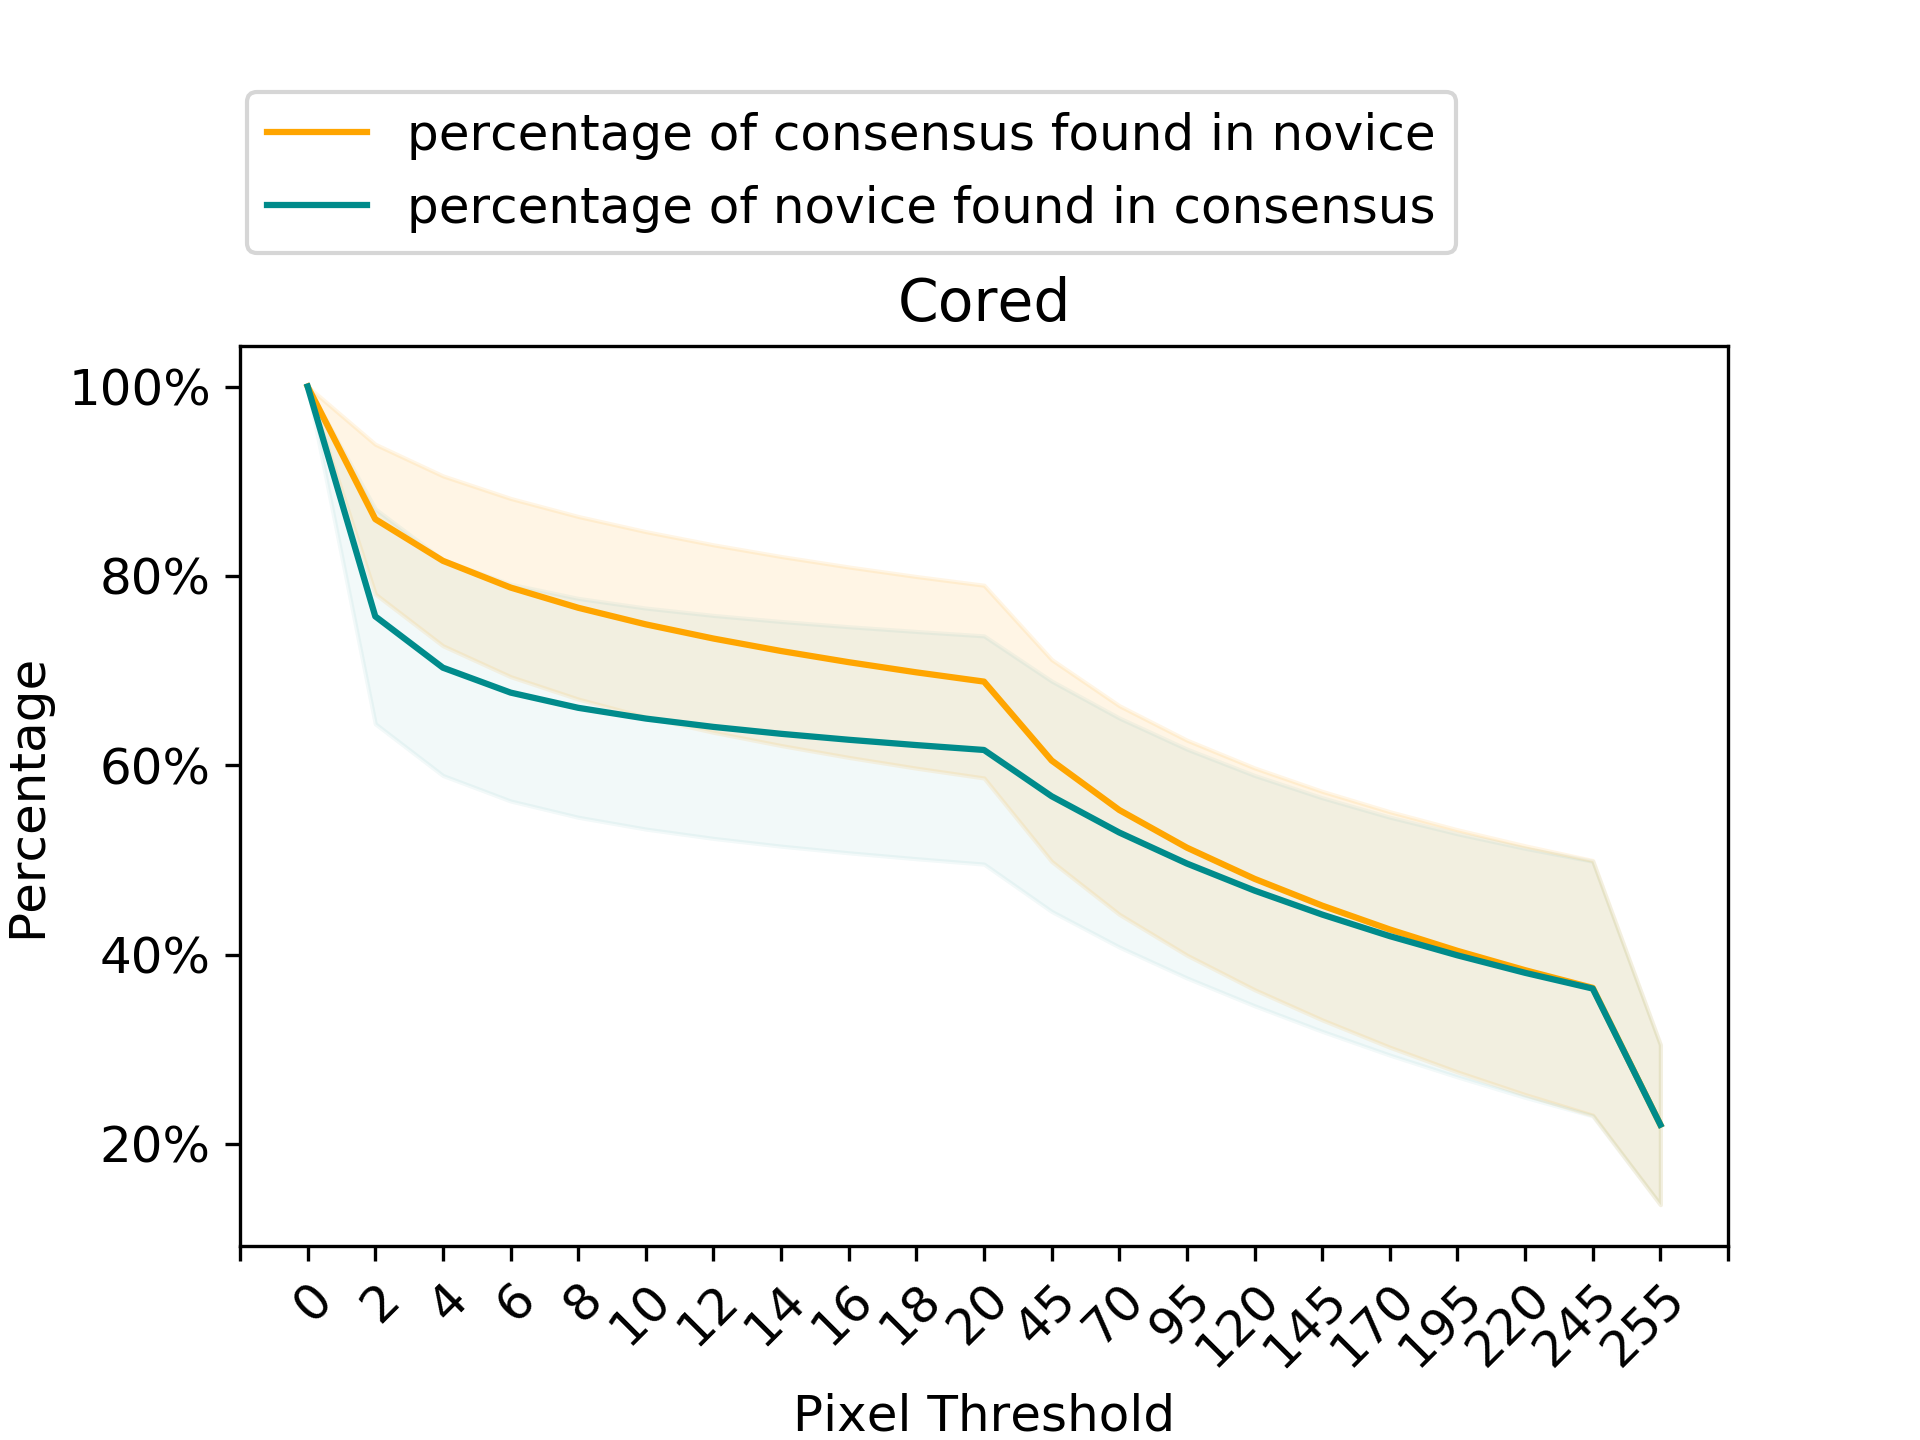 percentage of consensus found in novice
percentage of novice found in consensus
Cored
Percentage
100%
80%
60%
40%
20%
0 2 4 6 8 10 12 14 16 18 20 45 70 95 120 145 170 195 220 245 255
Pixel Threshold